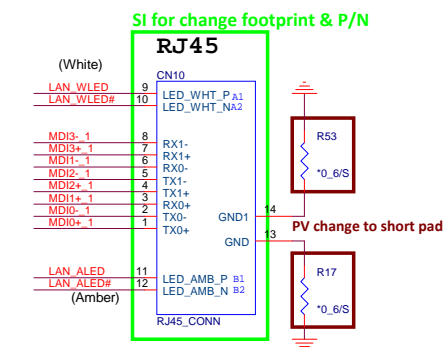 SI for change footprint & P/N
RJ45
(White)
CN10
LAN_WLED 9 LED_WHT_P A1
LAN_WLED# 10 LED_WHT_N A2
MDI3-_1 8 RX1-
MDI3+_1 7 RX1+
MDI1-_1 6 RX0-
MDI2-_1 5 TX1-
MDI2+_1 4 TX1+
MDI1+_1 3 RX0+
MDI0-_1 2 TX0-
MDI0+_1 1 TX0+
GND1 14
GND 13
R53
*0_6/S
PV change to short pad
R17
*0_6/S
LAN_ALED 11 LED_AMB_P B1
LAN_ALED# 12 LED_AMB_N B2
(Amber)
RJ45_CONN